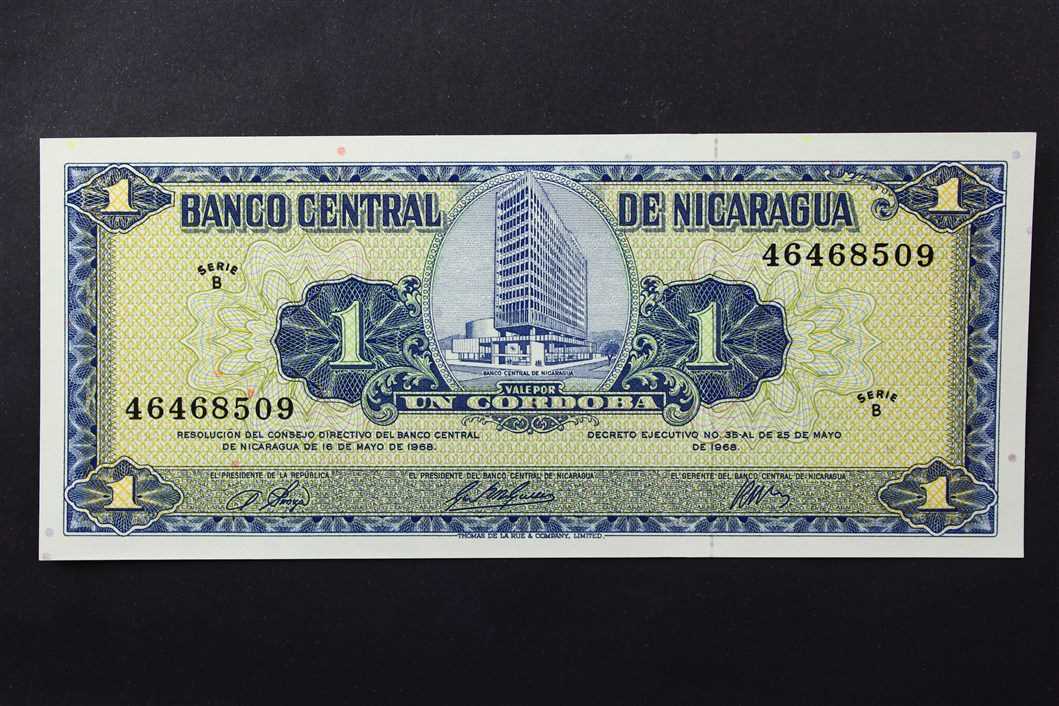 1
1
BANCO CENTRAL DE NICARAGUA
46468509
SERIE
B
1
1
BANCO CENTRAL DE NICARAGUA
VALE POR
UN CORDOBA
SERIE
B
46468509
RESOLUCIÓN DEL CONSEJO DIRECTIVO DEL BANCO CENTRAL
DE NICARAGUA DE 16 DE MAYO DE 1968.
DECRETO EJECUTIVO NO. 35-AL DE 25 DE MAYO
DE 1968.
EL PRESIDENTE DE LA REPÚBLICA
EL PRESIDENTE DEL BANCO CENTRAL DE NICARAGUA
EL GERENTE DEL BANCO CENTRAL DE NICARAGUA
1
1
THOMAS DE LA RUE & COMPANY, LIMITED.